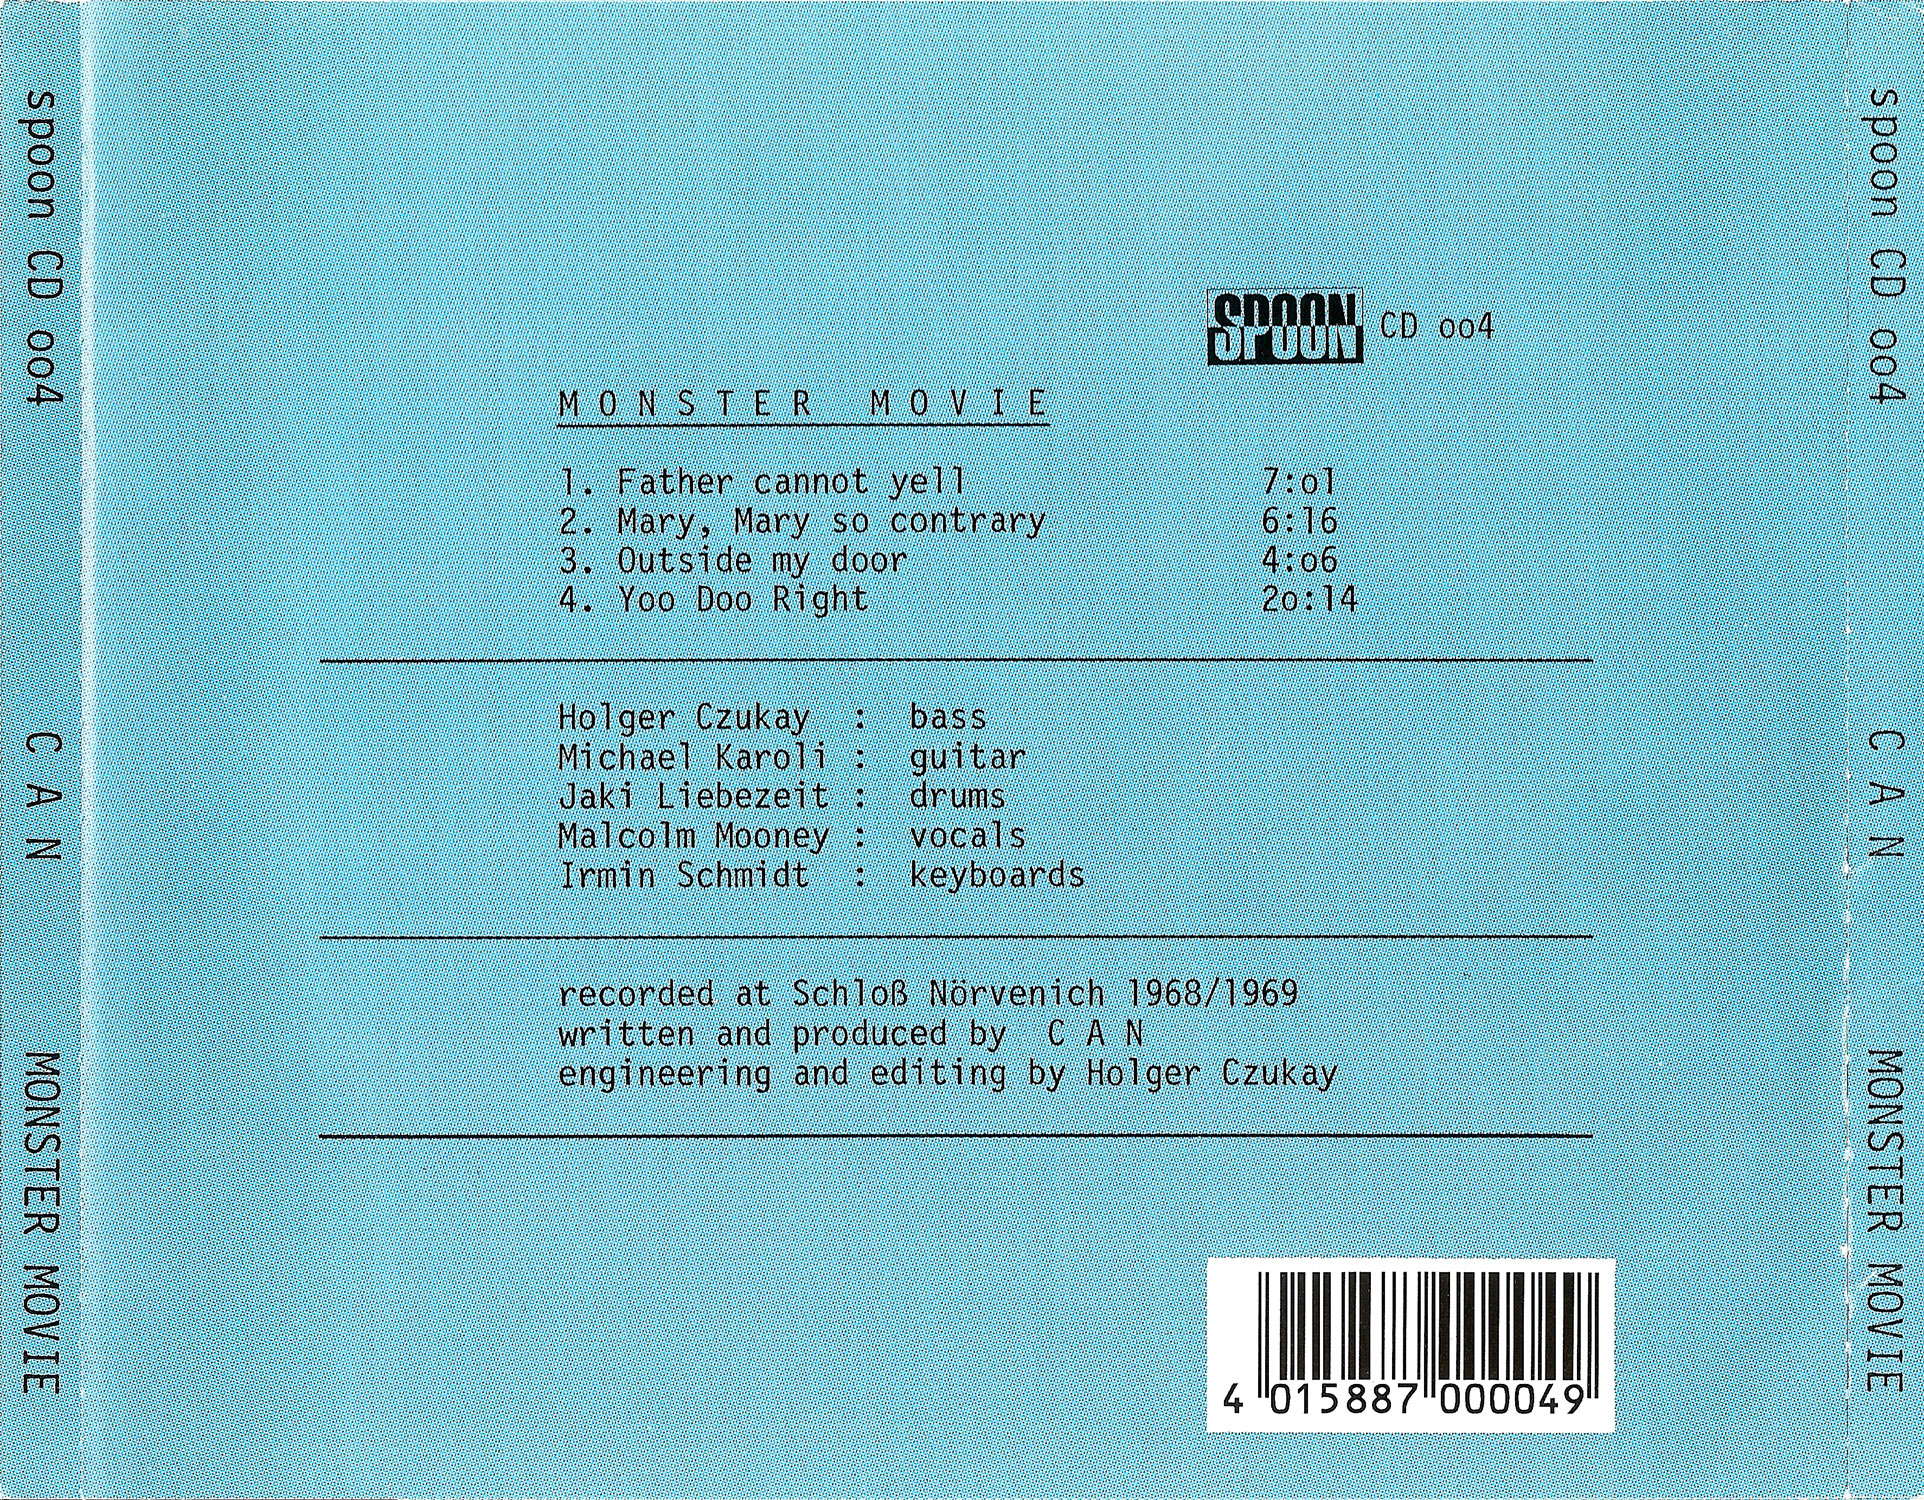 spoon CD oo4 C A N MONSTER MOVIE
SPOON CD oo4
MONSTER MOVIE
1. Father cannot yell 7:o1
2. Mary, Mary so contrary 6:16
3. Outside my door 4:o6
4. Yoo Doo Right 2o:14
Holger Czukay : bass
Michael Karoli : guitar
Jaki Liebezeit : drums
Malcolm Mooney : vocals
Irmin Schmidt : keyboards
recorded at Schloß Nörvenich 1968/1969
written and produced by C A N
engineering and editing by Holger Czukay
4 015887 000049
spoon CD oo4 C A N MONSTER MOVIE